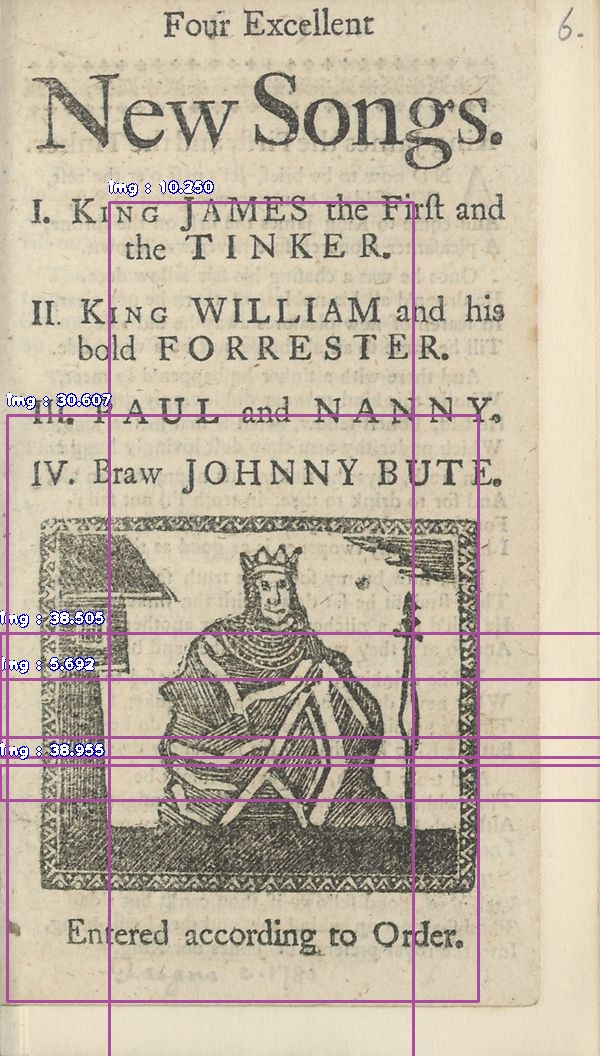 Four Excellent
6.
New Songs.
I. KING JAMES the Firſt and
the TINKER.
II. KING WILLIAM and his
bold FORRESTER.
III. PAUL and NANNY.
IV. Braw JOHNNY BUTE.
Entered according to Order.
img : 10.250
img : 30.607
img : 38.505
img : 5.692
img : 38.955